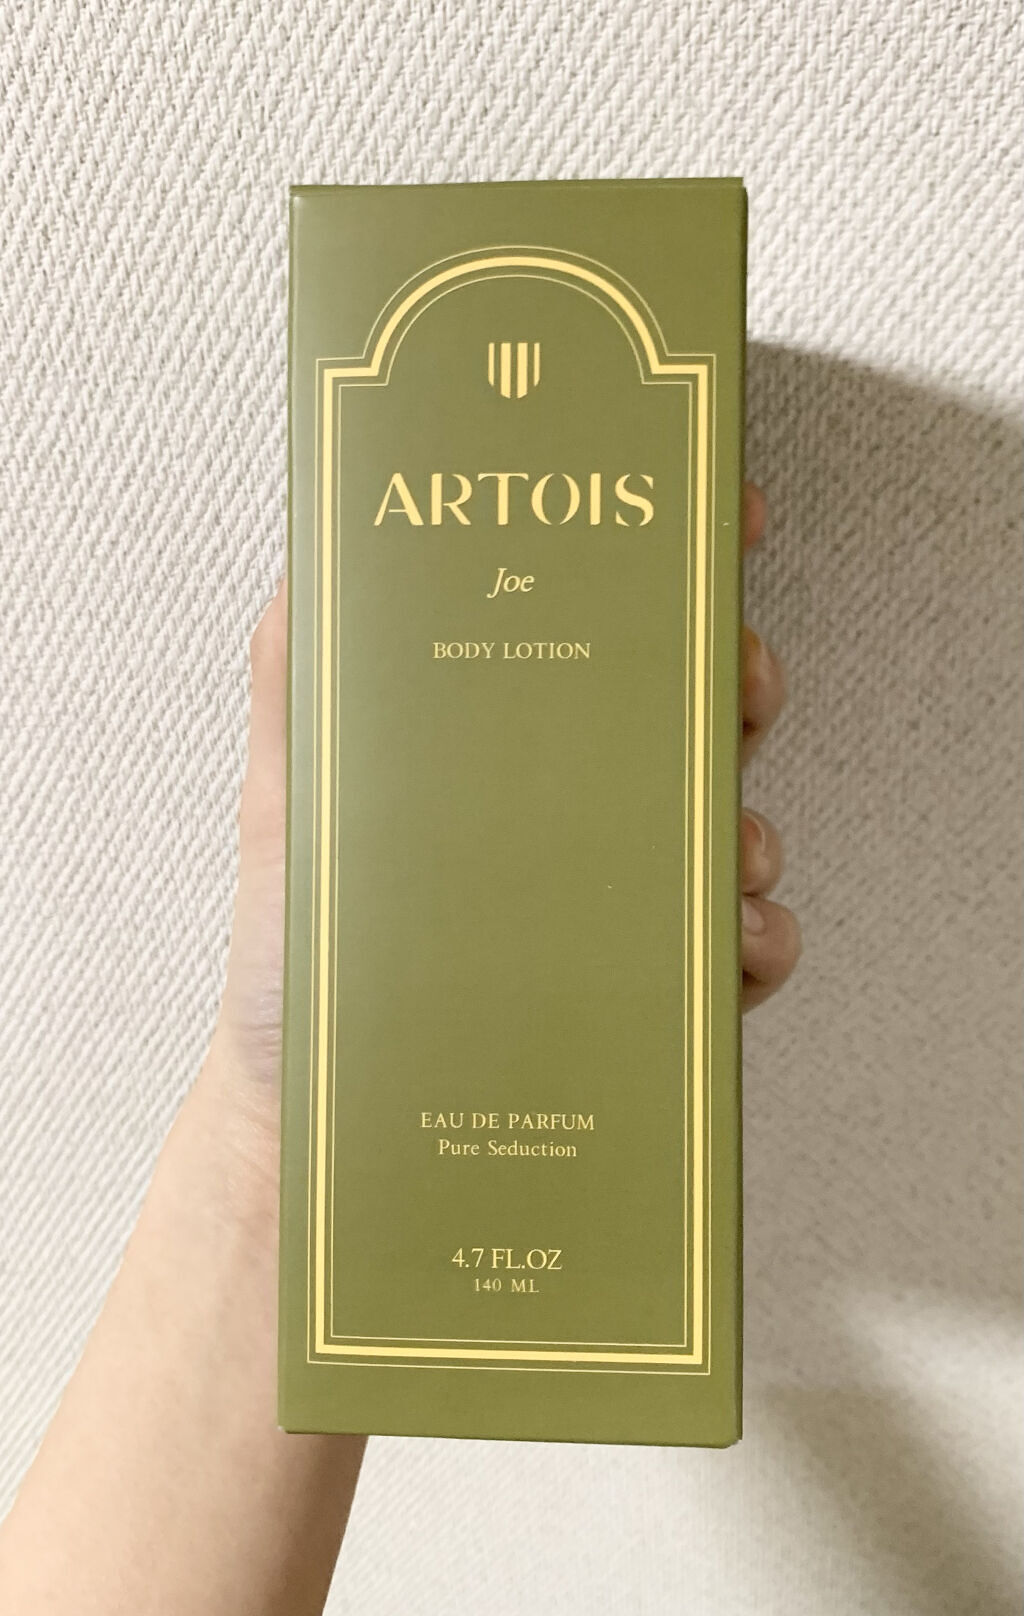 ARTOIS
Joe
BODY LOTION
EAU DE PARFUM
Pure Seduction
4.7 FL.OZ
140 ML